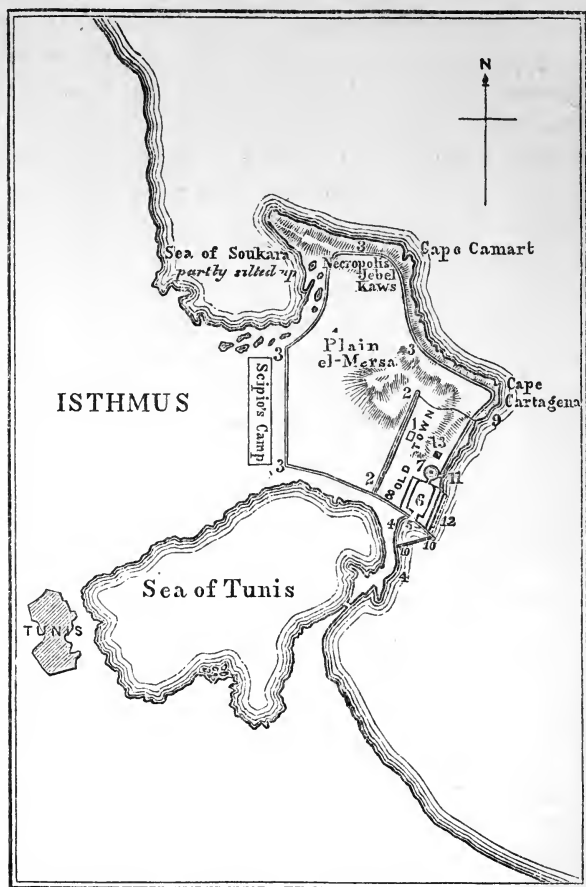 N
Sea of Soukara
partly silted up
3
Necropolis
Jebel
Kaws
Cape Camart
Plain
el-Mersa
3
3
Scipio's Camp
ISTHMUS
2
Cape
Cartagena
9
1
OLD TOWN
13
7
11
8
6
2
3
12
4
5
10
10
4
Sea of Tunis
TUNIS